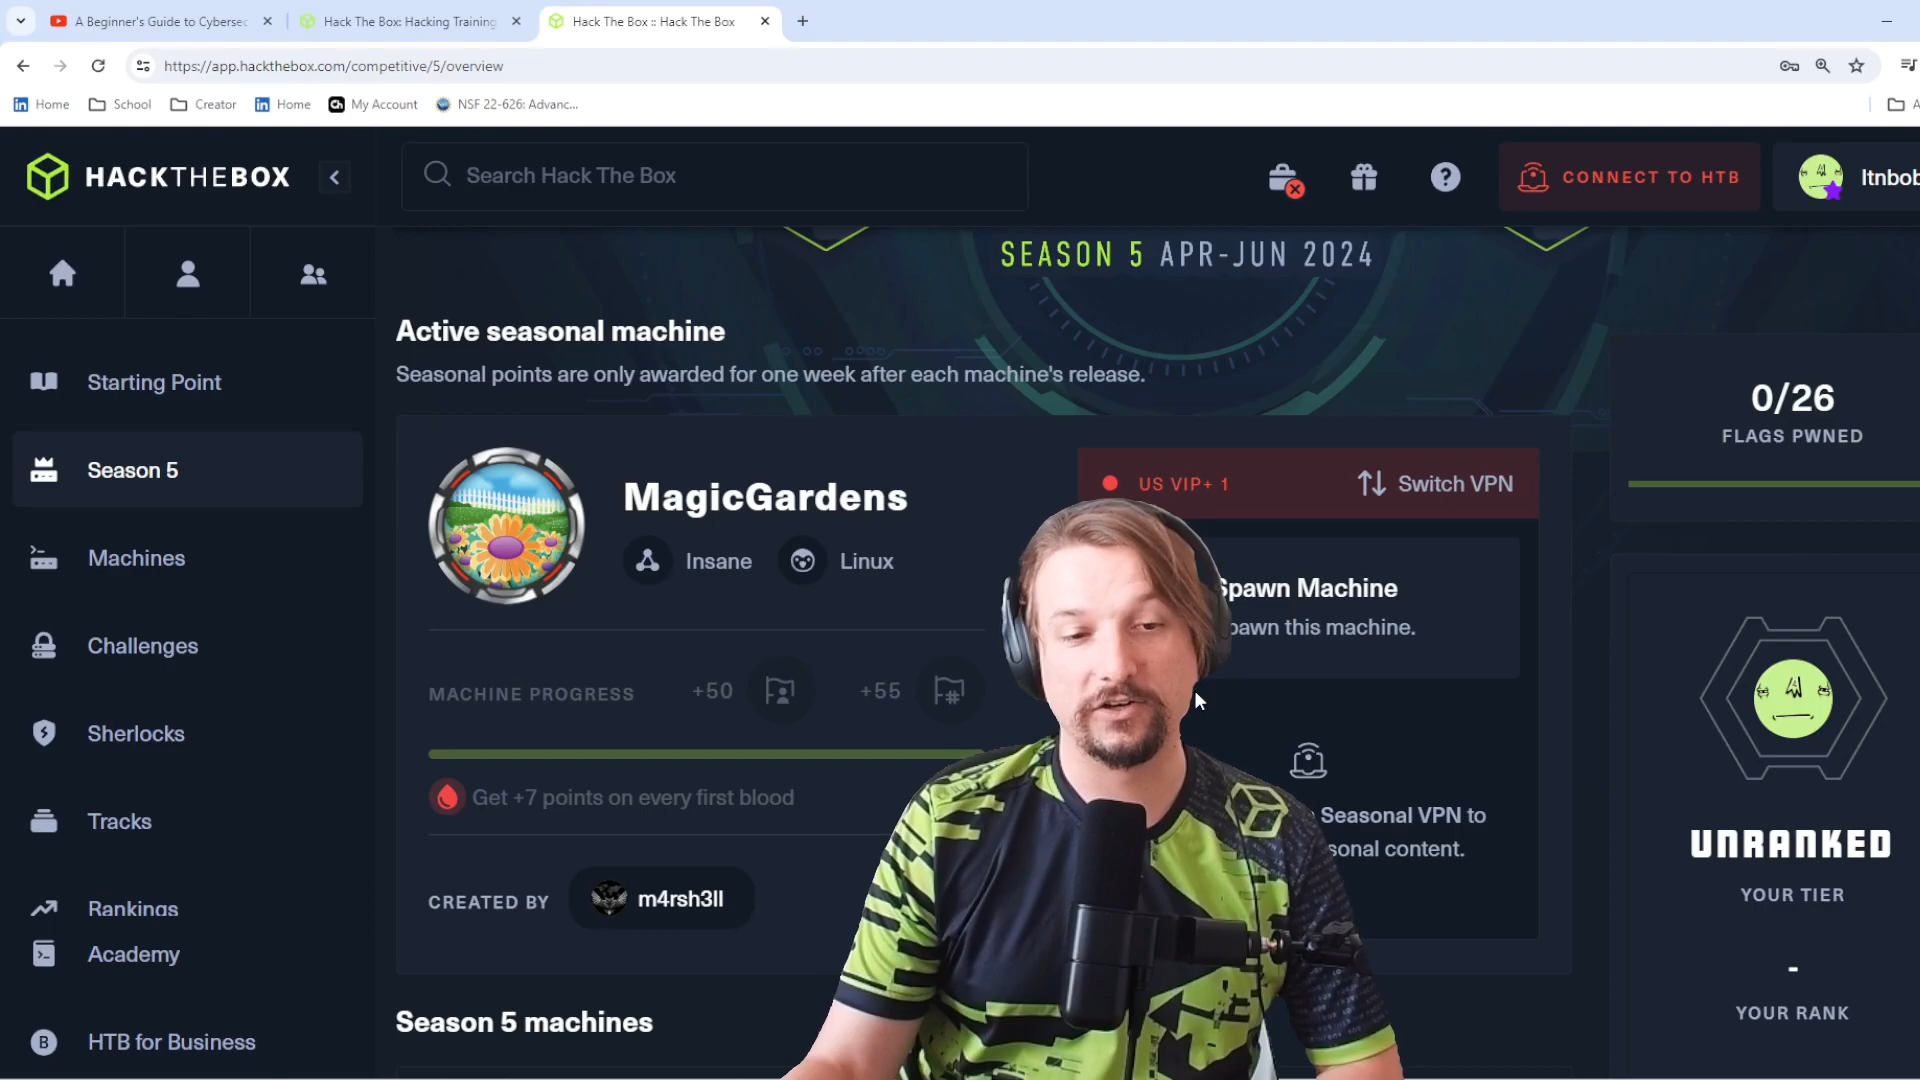 A Beginner's Guide to Cybersec
Hack The Box: Hacking Training
Hack The Box :: Hack The Box
https://app.hackthebox.com/competitive/5/overview
Home
School
Creator
Home
My Account
NSF 22-626: Advanc...
A
HACKTHEBOX
Search Hack The Box
CONNECT TO HTB
ltnbob
SEASON 5 APR-JUN 2024
Starting Point
Season 5
Machines
Challenges
Sherlocks
Tracks
Rankings
Academy
B
HTB for Business
Active seasonal machine
Seasonal points are only awarded for one week after each machine's release.
MagicGardens
Insane
Linux
US VIP+ 1
Switch VPN
Spawn Machine
pawn this machine.
MACHINE PROGRESS
+50
+55
Get +7 points on every first blood
Seasonal VPN to
sonal content.
CREATED BY
m4rsh3ll
Season 5 machines
0/26
FLAGS PWNED
UNRANKED
YOUR TIER
-
YOUR RANK